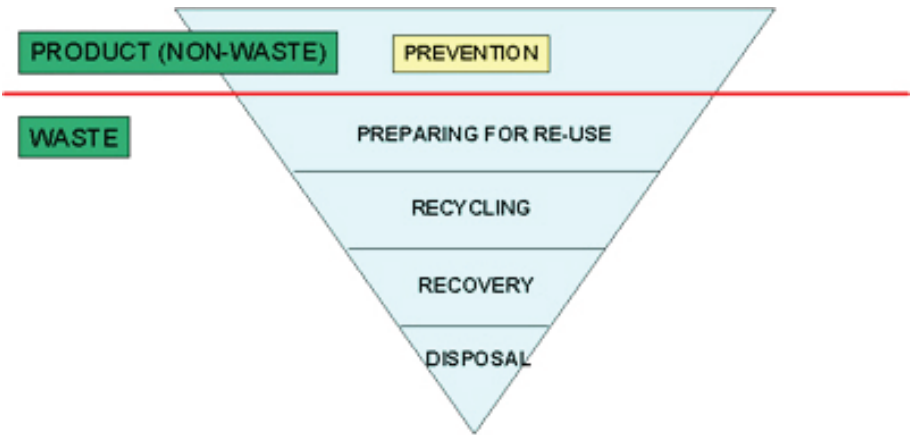 PRODUCT (NON-WASTE)
PREVENTION
WASTE
PREPARING FOR RE-USE
RECYCLING
RECOVERY
DISPOSAL